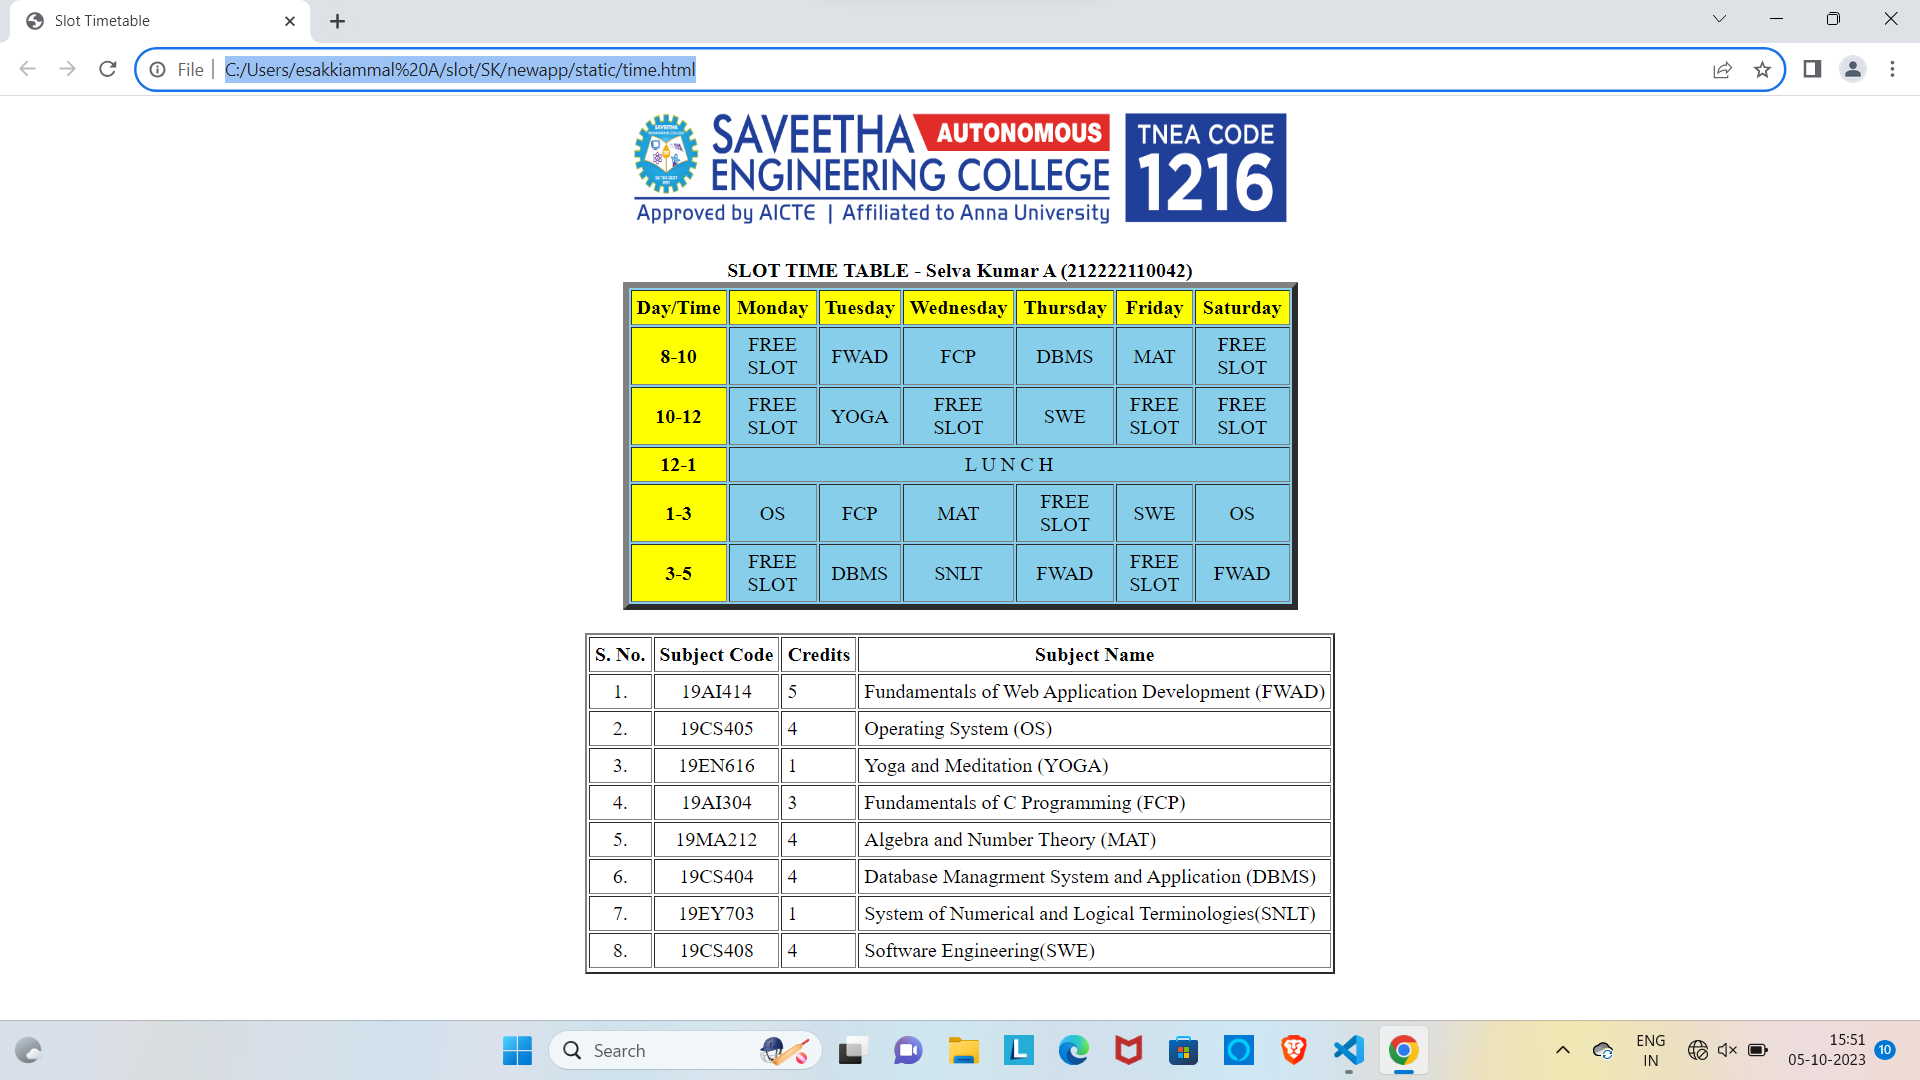 Slot Timetable
File C:/Users/esakkiammal%20A/slot/SK/newapp/static/time.html
SAVEETHA AUTONOMOUS
ENGINEERING COLLEGE
Approved by AICTE | Affiliated to Anna University
TNEA CODE
1216
SLOT TIME TABLE - Selva Kumar A (212222110042)
Day/Time Monday Tuesday Wednesday Thursday Friday Saturday
8-10 FREE SLOT FWAD FCP DBMS MAT FREE SLOT
10-12 FREE SLOT YOGA FREE SLOT SWE FREE SLOT FREE SLOT
12-1 L U N C H
1-3 OS FCP MAT FREE SLOT SWE OS
3-5 FREE SLOT DBMS SNLT FWAD FREE SLOT FWAD
S. No. Subject Code Credits Subject Name
1. 19AI414 5 Fundamentals of Web Application Development (FWAD)
2. 19CS405 4 Operating System (OS)
3. 19EN616 1 Yoga and Meditation (YOGA)
4. 19AI304 3 Fundamentals of C Programming (FCP)
5. 19MA212 4 Algebra and Number Theory (MAT)
6. 19CS404 4 Database Managrment System and Application (DBMS)
7. 19EY703 1 System of Numerical and Logical Terminologies(SNLT)
8. 19CS408 4 Software Engineering(SWE)
Search
ENG
IN
15:51
05-10-2023
10